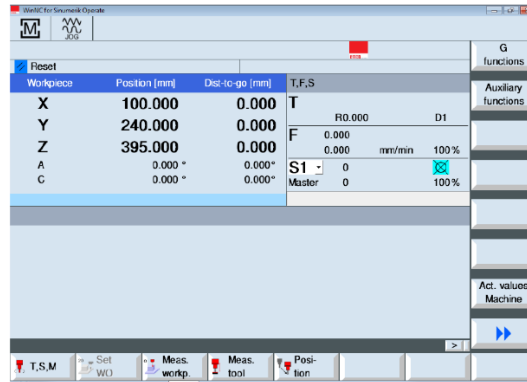 WinNC for Sinumerik Operate
M
JOG
G
functions
Reset
Workpiece Position [mm] Dist-to-go [mm] T,F,S
Auxiliary
functions
X 100.000 0.000 T
R0.000 D1
Y 240.000 0.000
F 0.000
Z 395.000 0.000
0.000 mm/min 100%
A 0.000 ° 0.000°
S1 0
C 0.000 ° 0.000°
Master 0 100%
Act. values
Machine
>
T,S,M
Set
WO
Meas.
workp.
Meas.
tool
Posi-
tion